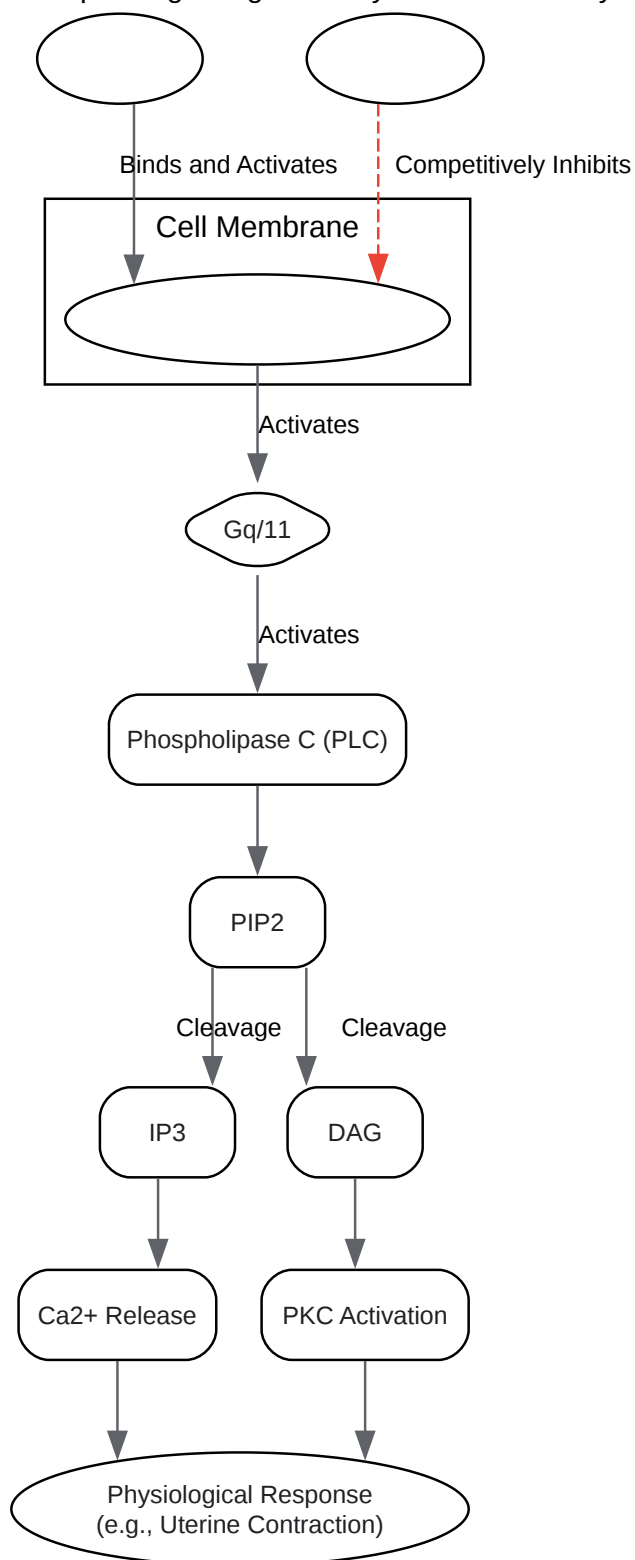 Binds and Activates
Competitively Inhibits
Cell Membrane
Activates
Gq/11
Activates
Phospholipase C (PLC)
PIP2
Cleavage
Cleavage
IP3
DAG
Ca2+ Release
PKC Activation
Physiological Response
(e.g., Uterine Contraction)